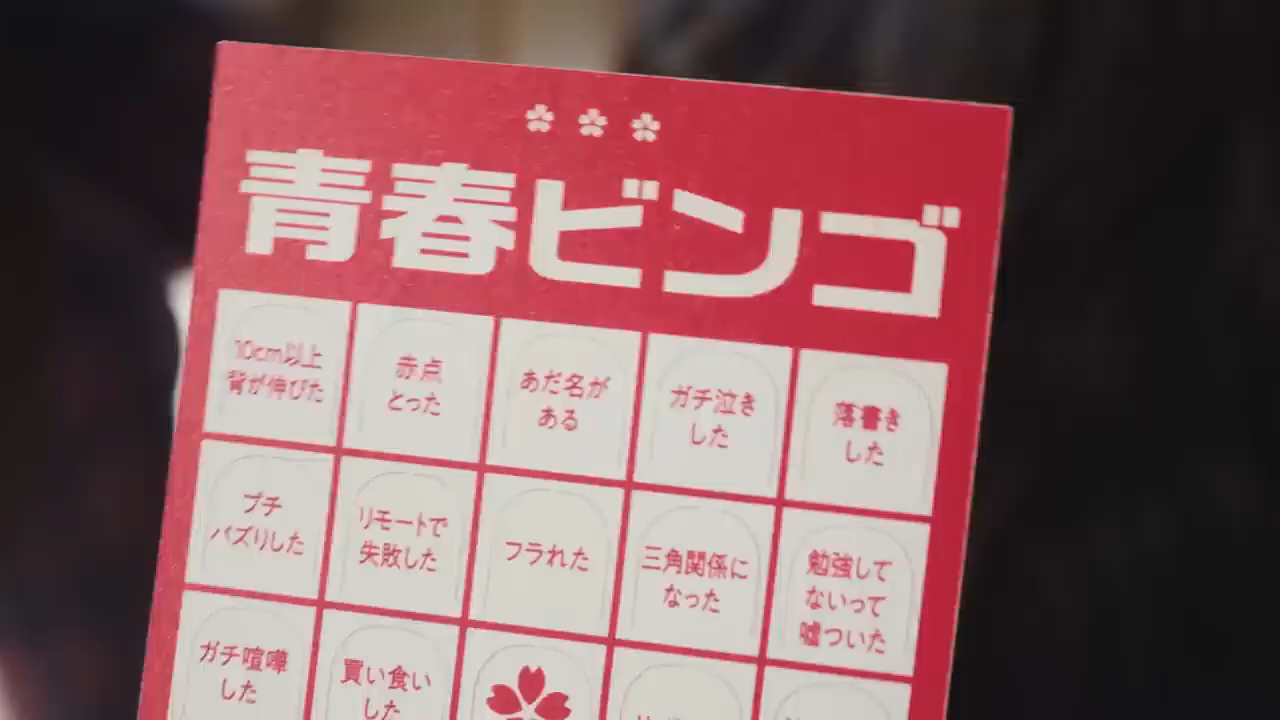 青春ビンゴ
10cm以上
背が伸びた
赤点
とった
あだ名が
ある
ガチ泣き
した
落書き
した
プチ
バズりした
リモートで
失敗した
フラれた
三角関係に
なった
勉強して
ないって
嘘ついた
ガチ喧嘩
した
買い食い
した